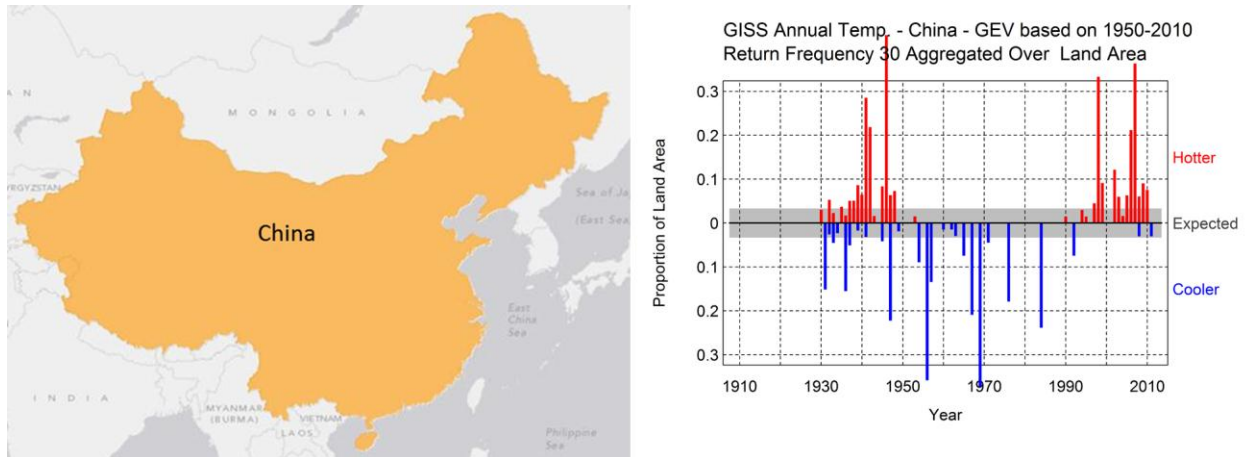 AN
MONGOLIA
RGYZSTAN
Sea of Ja
(East Sea
China
East
China
Sea
INDIA
MYANMAR
(BURMA)
VIETNAM
LAOS
Philippine
Sea
GISS Annual Temp. - China - GEV based on 1950-2010
Return Frequency 30 Aggregated Over Land Area
Proportion of Land Area
0.3
0.2
0.1
0
0.1
0.2
0.3
Hotter
Expected
Cooler
1910 1930 1950 1970 1990 2010
Year